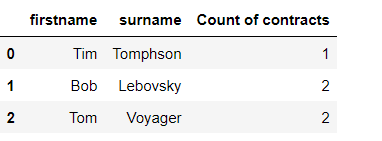 firstname surname Count of contracts
0 Tim Tomphson 1
1 Bob Lebovsky 2
2 Tom Voyager 2